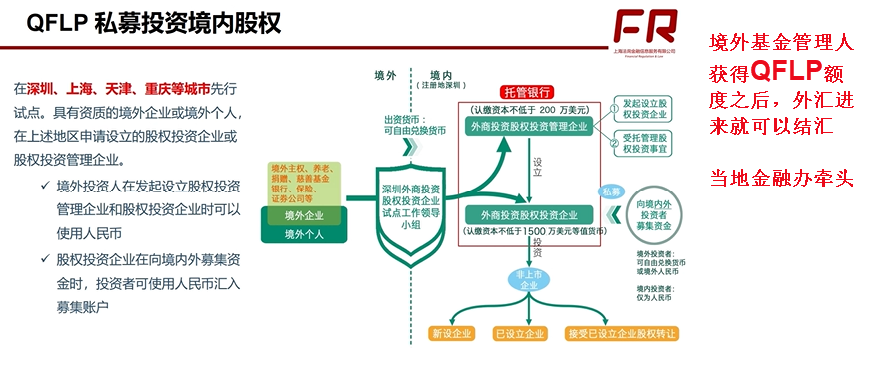 QFLP 私募投资境内股权
FR
上海法询金融信息服务有限公司
Financial Regulation & Law
在深圳、上海、天津、重庆等城市先行
试点。具有资质的境外企业或境外个人，
在上述地区申请设立的股权投资企业或
股权投资管理企业。
✓ 境外投资人在发起设立股权投资
管理企业和股权投资企业时可以
使用人民币
✓ 股权投资企业在向境内外募集资
金时，投资者可使用人民币汇入
募集账户
境外
境内
（注册地深圳）
出资货币：
可自由兑换货币
境外主权、养老、
捐赠、慈善基金
银行、保险、
证券公司等
境外企业
境外个人
深圳外商投资
股权投资企业
试点工作领导
小组
托管银行
（认缴资本不低于 200 万美元）
外商投资股权投资管理企业
① 发起设立股
权投资企业
② 受托管理股
权投资事宜
设立
外商投资股权投资企业
（认缴资本不低于1500 万美元等值货币）
私募
向境内外
投资者
募集资金
境外投资者：
可自由兑换货币
或境外人民币
境内投资者：
仅为人民币
投资
非上市
企业
新设企业
已设立企业
接受已设立企业股权转让
境外基金管理人
获得QFLP额
度之后，外汇进
来就可以结汇
当地金融办牵头